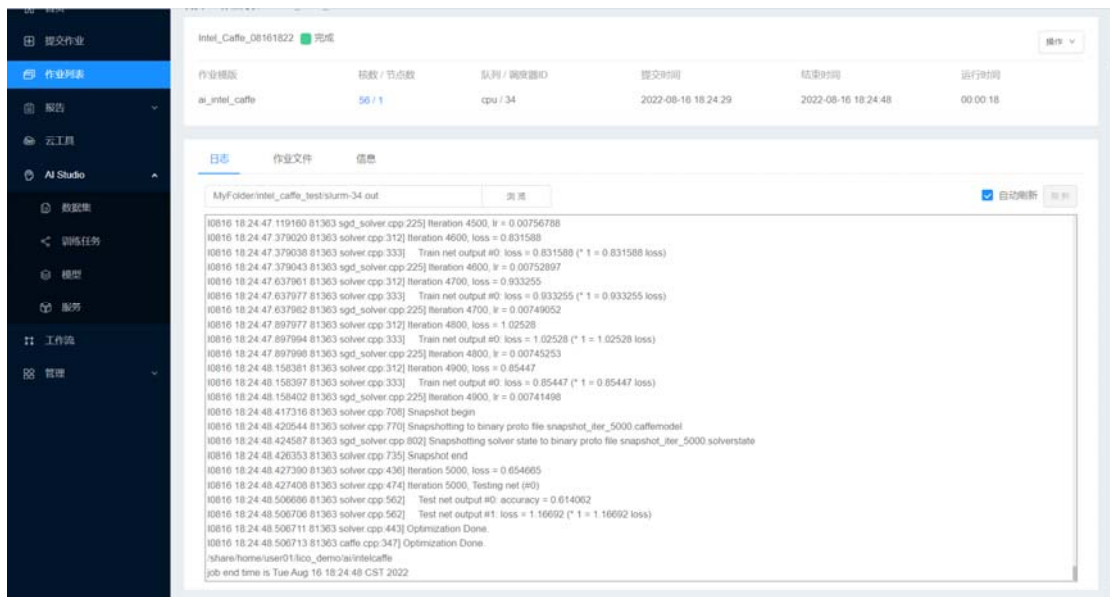 提交作业
作业列表
报告
云工具
AI Studio
数据集
训练任务
模型
服务
工作流
管理
Intel_Caffe_08161822 完成
操作
作业模版 核数 / 节点数 队列 / 调度器ID 提交时间 结束时间 运行时间
ai_intel_caffe 56 / 1 cpu / 34 2022-08-16 18:24:29 2022-08-16 18:24:48 00:00:18
日志 作业文件 信息
MyFolder/intel_caffe_test/slurm-34.out 浏览 自动刷新
I0816 18:24:47.119160 81363 sgd_solver.cpp:225] Iteration 4500, lr = 0.00756788
I0816 18:24:47.379020 81363 solver.cpp:312] Iteration 4600, loss = 0.831588
I0816 18:24:47.379038 81363 solver.cpp:333] Train net output #0: loss = 0.831588 (* 1 = 0.831588 loss)
I0816 18:24:47.379043 81363 sgd_solver.cpp:225] Iteration 4600, lr = 0.00752897
I0816 18:24:47.637961 81363 solver.cpp:312] Iteration 4700, loss = 0.933255
I0816 18:24:47.637977 81363 solver.cpp:333] Train net output #0: loss = 0.933255 (* 1 = 0.933255 loss)
I0816 18:24:47.637982 81363 sgd_solver.cpp:225] Iteration 4700, lr = 0.00749052
I0816 18:24:47.897977 81363 solver.cpp:312] Iteration 4800, loss = 1.02528
I0816 18:24:47.897994 81363 solver.cpp:333] Train net output #0: loss = 1.02528 (* 1 = 1.02528 loss)
I0816 18:24:47.897998 81363 sgd_solver.cpp:225] Iteration 4800, lr = 0.00745253
I0816 18:24:48.158381 81363 solver.cpp:312] Iteration 4900, loss = 0.85447
I0816 18:24:48.158397 81363 solver.cpp:333] Train net output #0: loss = 0.85447 (* 1 = 0.85447 loss)
I0816 18:24:48.158402 81363 sgd_solver.cpp:225] Iteration 4900, lr = 0.00741498
I0816 18:24:48.417316 81363 solver.cpp:708] Snapshot begin
I0816 18:24:48.420544 81363 solver.cpp:770] Snapshotting to binary proto file snapshot_iter_5000.caffemodel
I0816 18:24:48.424587 81363 sgd_solver.cpp:802] Snapshotting solver state to binary proto file snapshot_iter_5000.solverstate
I0816 18:24:48.426353 81363 solver.cpp:735] Snapshot end
I0816 18:24:48.427390 81363 solver.cpp:436] Iteration 5000, loss = 0.654665
I0816 18:24:48.427408 81363 solver.cpp:474] Iteration 5000, Testing net (#0)
I0816 18:24:48.506686 81363 solver.cpp:562] Test net output #0: accuracy = 0.614062
I0816 18:24:48.506706 81363 solver.cpp:562] Test net output #1: loss = 1.16692 (* 1 = 1.16692 loss)
I0816 18:24:48.506711 81363 solver.cpp:443] Optimization Done.
I0816 18:24:48.506713 81363 caffe.cpp:347] Optimization Done.
/share/home/user01/lico_demo/ai/intelcaffe
job end time is Tue Aug 16 18:24:48 CST 2022